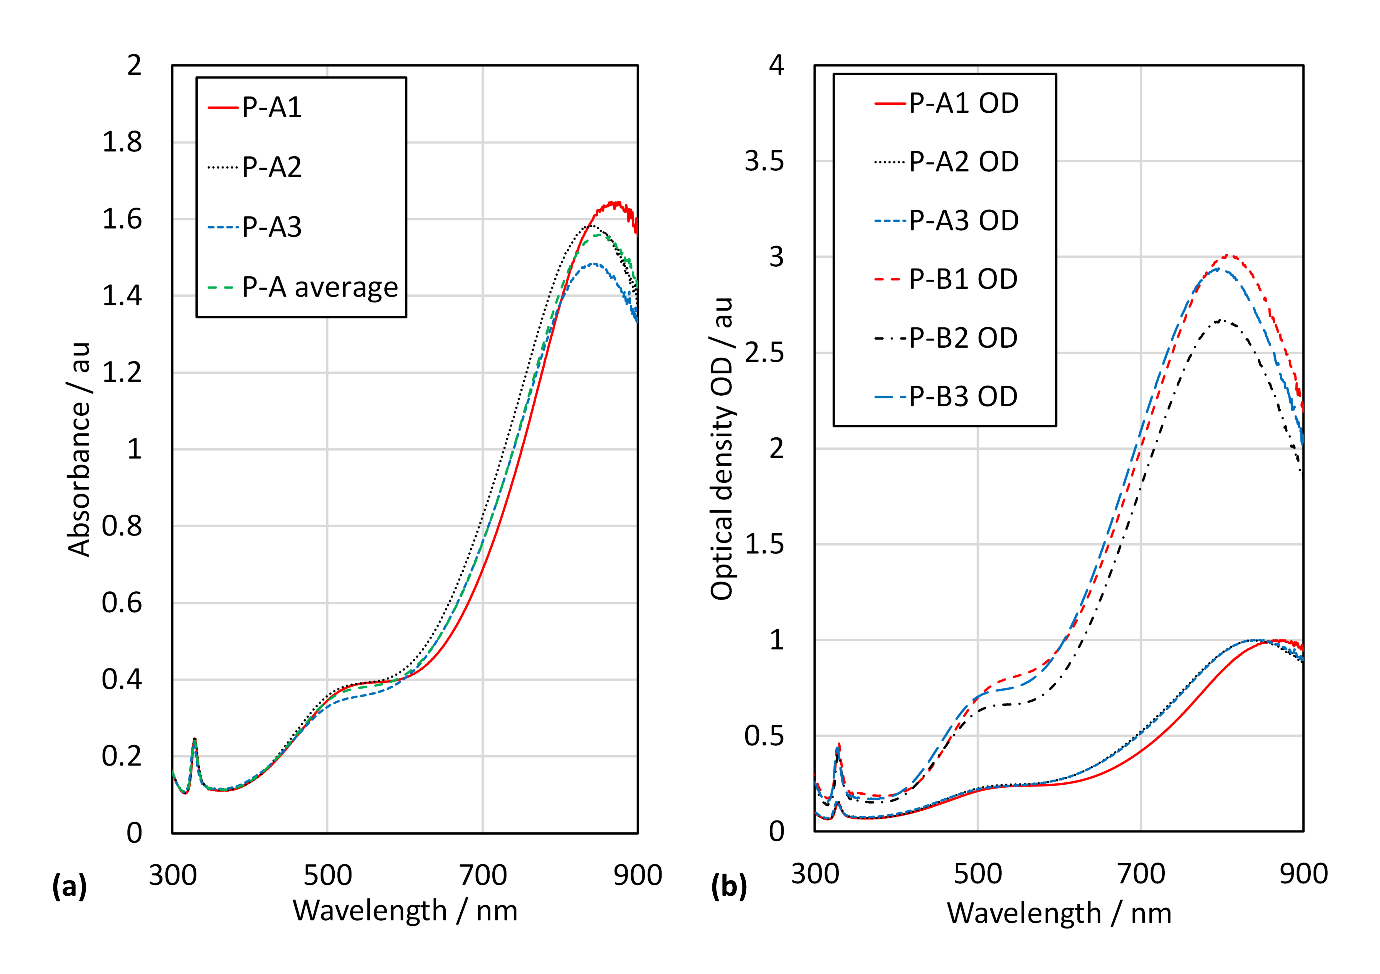 2
1.8
1.6
1.4
1.2
1
0.8
0.6
0.4
0.2
0
Absorbance / au
P-A1
P-A2
P-A3
P-A average
300
500
700
900
Wavelength / nm
(a)
4
3.5
3
2.5
2
1.5
1
0.5
0
Optical density OD / au
P-A1 OD
P-A2 OD
P-A3 OD
P-B1 OD
P-B2 OD
P-B3 OD
300
500
700
900
Wavelength / nm
(b)